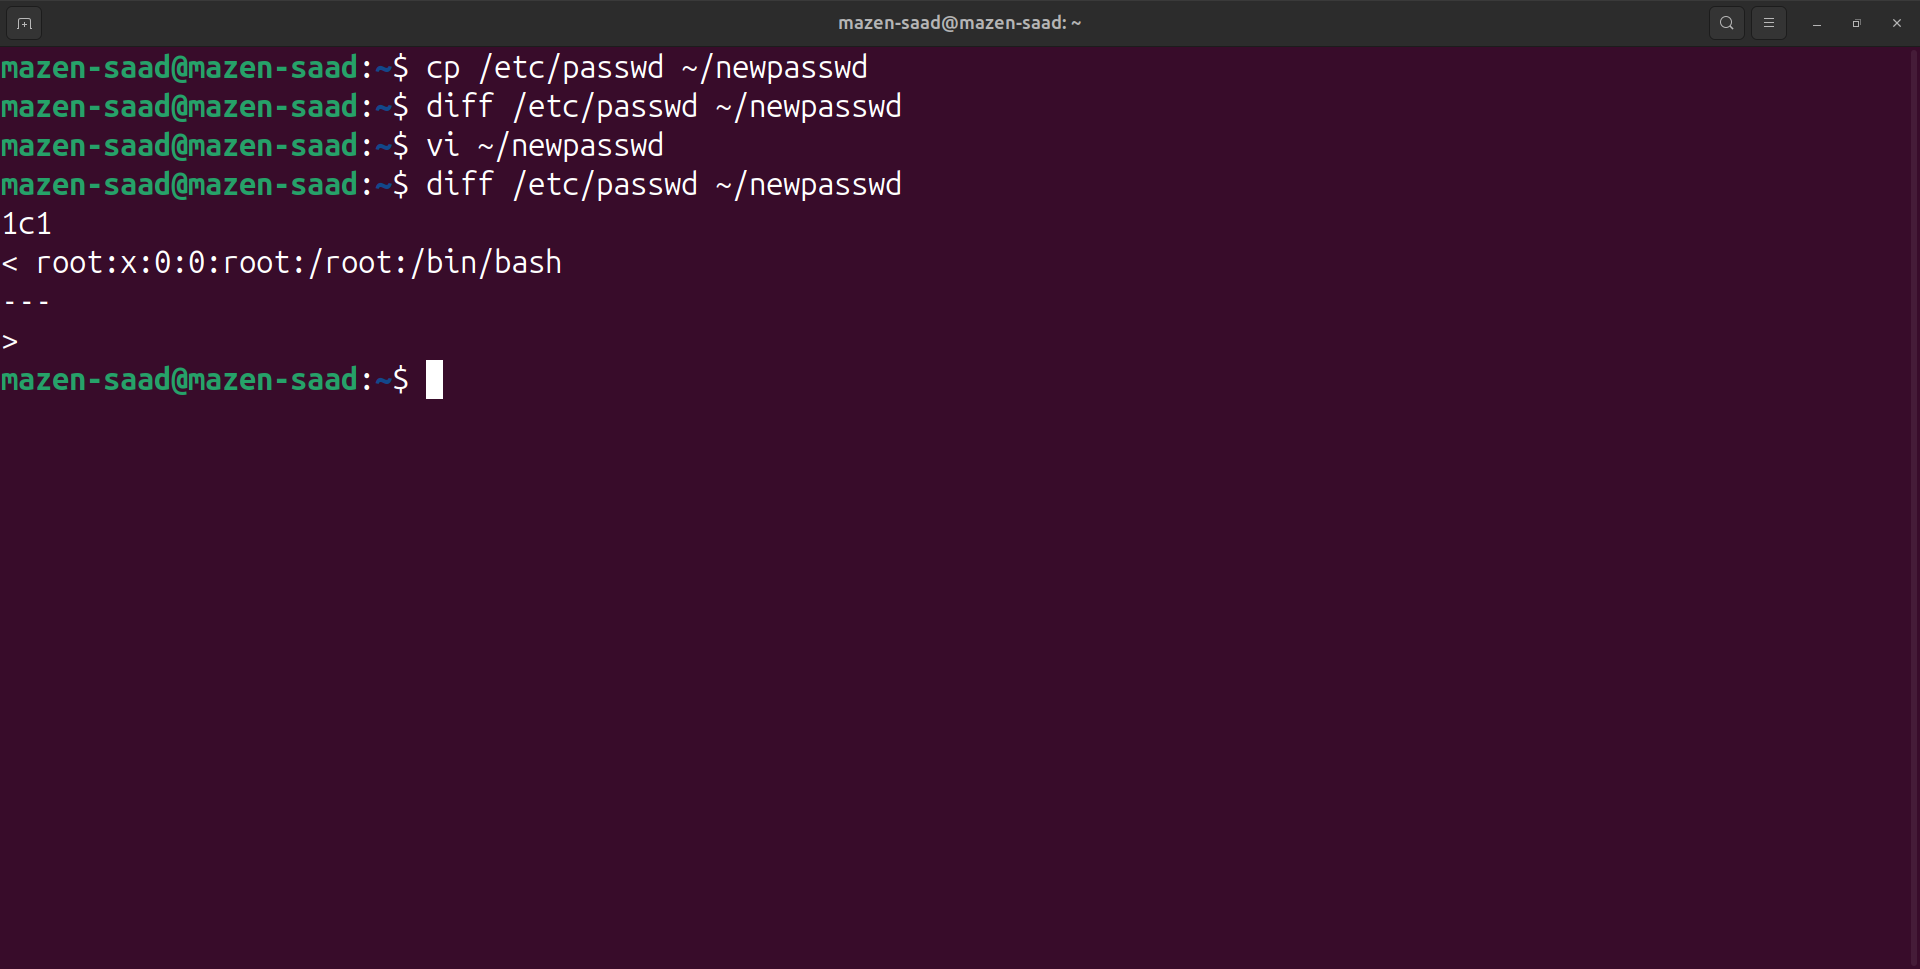 mazen-saad@mazen-saad: ~
mazen-saad@mazen-saad:~$ cp /etc/passwd ~/newpasswd
mazen-saad@mazen-saad:~$ diff /etc/passwd ~/newpasswd
mazen-saad@mazen-saad:~$ vi ~/newpasswd
mazen-saad@mazen-saad:~$ diff /etc/passwd ~/newpasswd
1c1
< root:x:0:0:root:/root:/bin/bash
---
>
mazen-saad@mazen-saad:~$